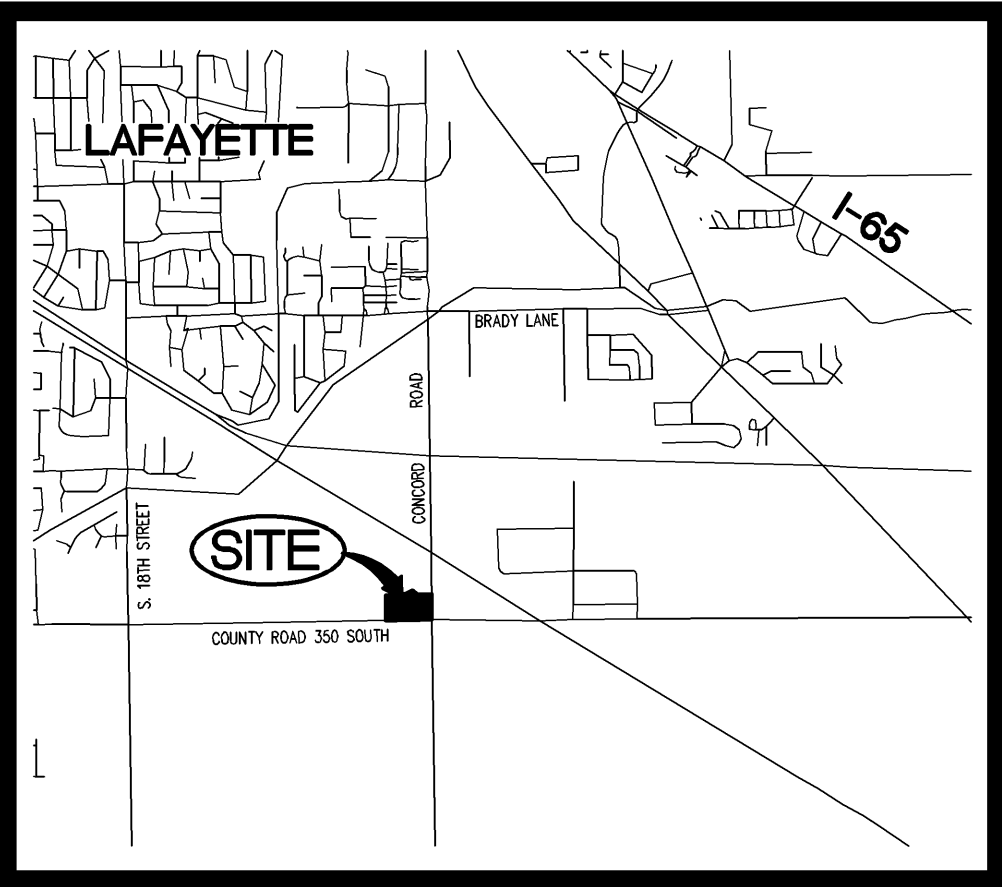 LAFAYETTE
I-65
BRADY LANE
CONCORD ROAD
S. 18TH STREET
SITE
COUNTY ROAD 350 SOUTH